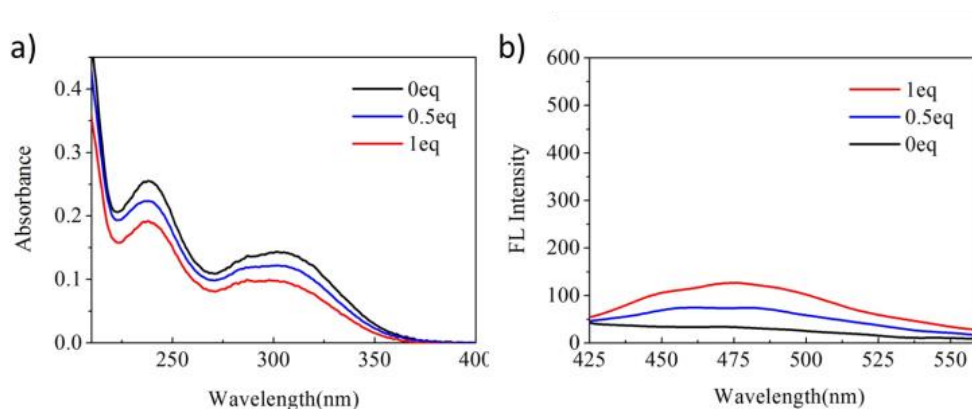 a)
0.4
0.3
0.2
0.1
0.0
Absorbance
0eq
0.5eq
1eq
250
300
350
400
Wavelength(nm)
b)
600
500
400
300
200
100
0
FL Intensity
1eq
0.5eq
0eq
425
450
475
500
525
550
Wavelength(nm)